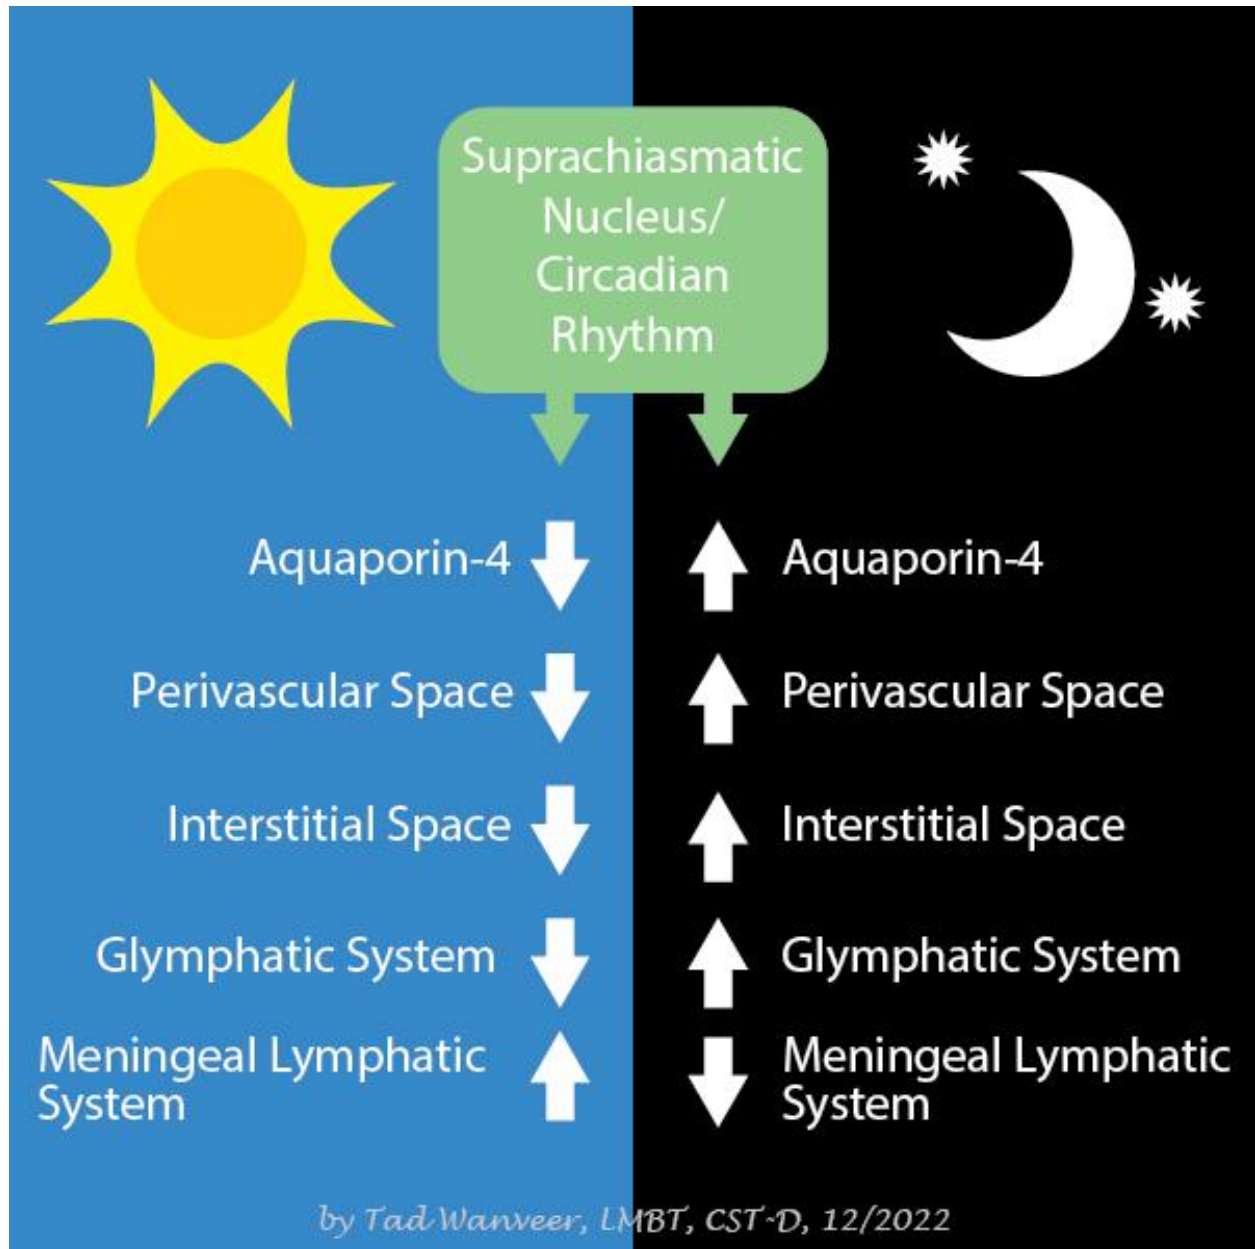 Suprachiasmatic
Nucleus/
Circadian
Rhythm
Aquaporin-4
Aquaporin-4
Perivascular Space
Perivascular Space
Interstitial Space
Interstitial Space
Glymphatic System
Glymphatic System
Meningeal Lymphatic
System
Meningeal Lymphatic
System
by Tad Wanveer, LMBT, CST-D, 12/2022